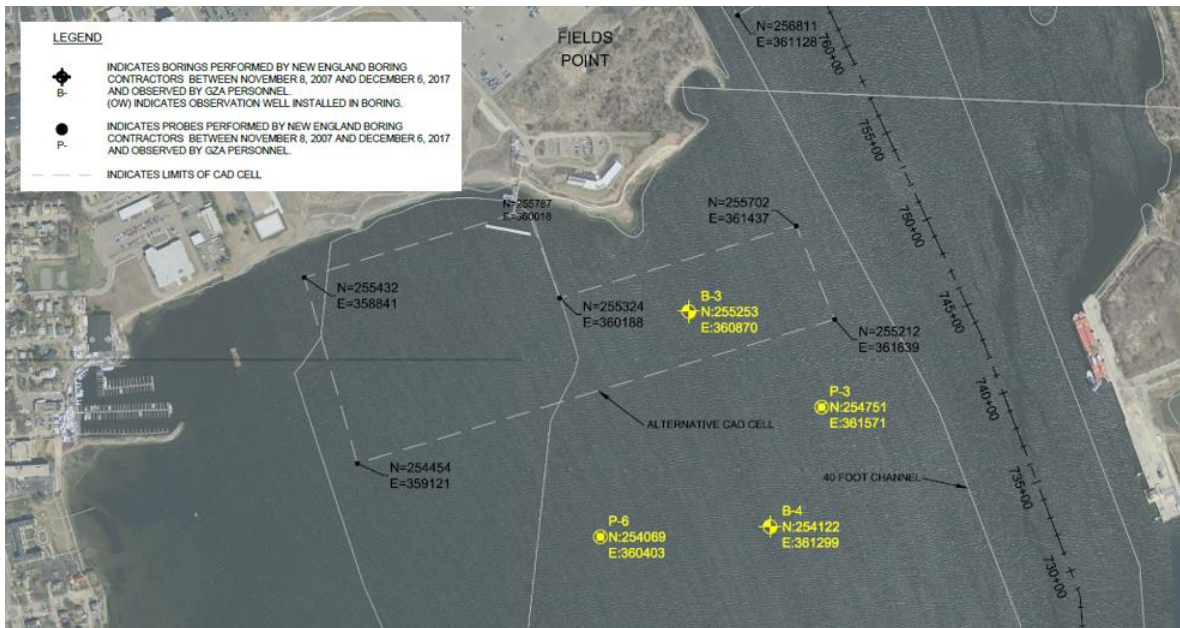 LEGEND
B-
INDICATES BORINGS PERFORMED BY NEW ENGLAND BORING
CONTRACTORS BETWEEN NOVEMBER 8, 2007 AND DECEMBER 6, 2017
AND OBSERVED BY GZA PERSONNEL.
(OW) INDICATES OBSERVATION WELL INSTALLED IN BORING.
P-
INDICATES PROBES PERFORMED BY NEW ENGLAND BORING
CONTRACTORS BETWEEN NOVEMBER 8, 2007 AND DECEMBER 6, 2017
AND OBSERVED BY GZA PERSONNEL.
INDICATES LIMITS OF CAD CELL
FIELDS
POINT
N=256811
E=361128
760+00
755+00
750+00
745+00
740+00
735+00
730+00
N=255787
E=360018
N=255702
E=361437
N=255432
E=358841
N=255324
E=360188
B-3
N:255253
E:360870
N=255212
E=361639
P-3
N:254751
E:361571
ALTERNATIVE CAD CELL
N=254454
E=359121
40 FOOT CHANNEL
P-6
N:254069
E:360403
B-4
N:254122
E:361299